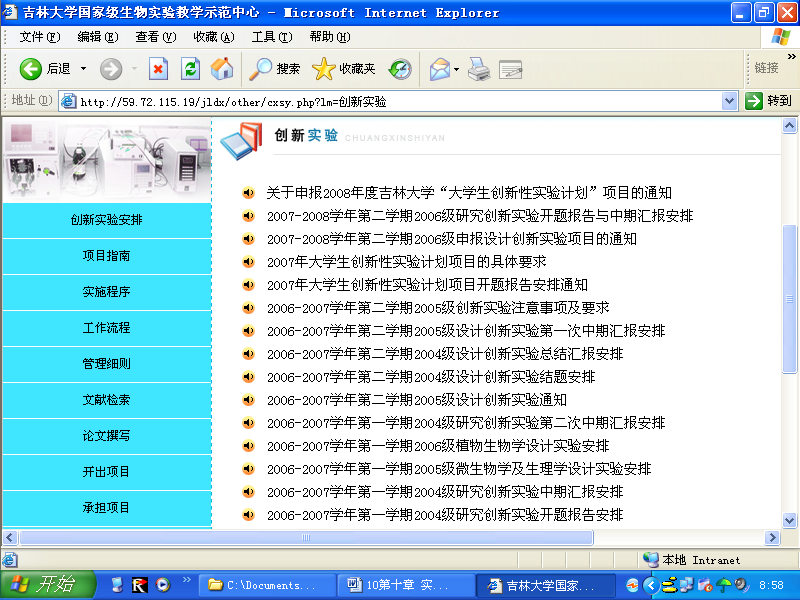 吉林大学国家级生物实验教学示范中心 - Microsoft Internet Explorer
文件(F) 编辑(E) 查看(V) 收藏(A) 工具(T) 帮助(H)
后退 搜索 收藏夹 链接 »
地址(D) http://59.72.115.19/jldx/other/cxsy.php?lm=创新实验 转到
创新实验 CHUANGXINSHIYAN
创新实验安排
项目指南
实施程序
工作流程
管理细则
文献检索
论文撰写
开出项目
承担项目
关于申报2008年度吉林大学“大学生创新性实验计划”项目的通知
2007-2008学年第二学期2006级研究创新实验开题报告与中期汇报安排
2007-2008学年第二学期2006级申报设计创新实验项目的通知
2007年大学生创新性实验计划项目的具体要求
2007年大学生创新性实验计划项目开题报告安排通知
2006-2007学年第二学期2005级创新实验注意事项及要求
2006-2007学年第二学期2005级设计创新实验第一次中期汇报安排
2006-2007学年第二学期2004级设计创新实验总结汇报安排
2006-2007学年第二学期2004级设计创新实验结题安排
2006-2007学年第二学期2005级设计创新实验通知
2006-2007学年第一学期2004级研究创新实验第二次中期汇报安排
2006-2007学年第一学期2006级植物生物学设计实验安排
2006-2007学年第一学期2005级微生物学及生理学设计实验安排
2006-2007学年第一学期2004级研究创新实验中期汇报安排
2006-2007学年第一学期2004级研究创新实验开题报告安排
本地 Intranet
开始 » C:\Documents... 10第十章 实... 吉林大学国家... 8:58